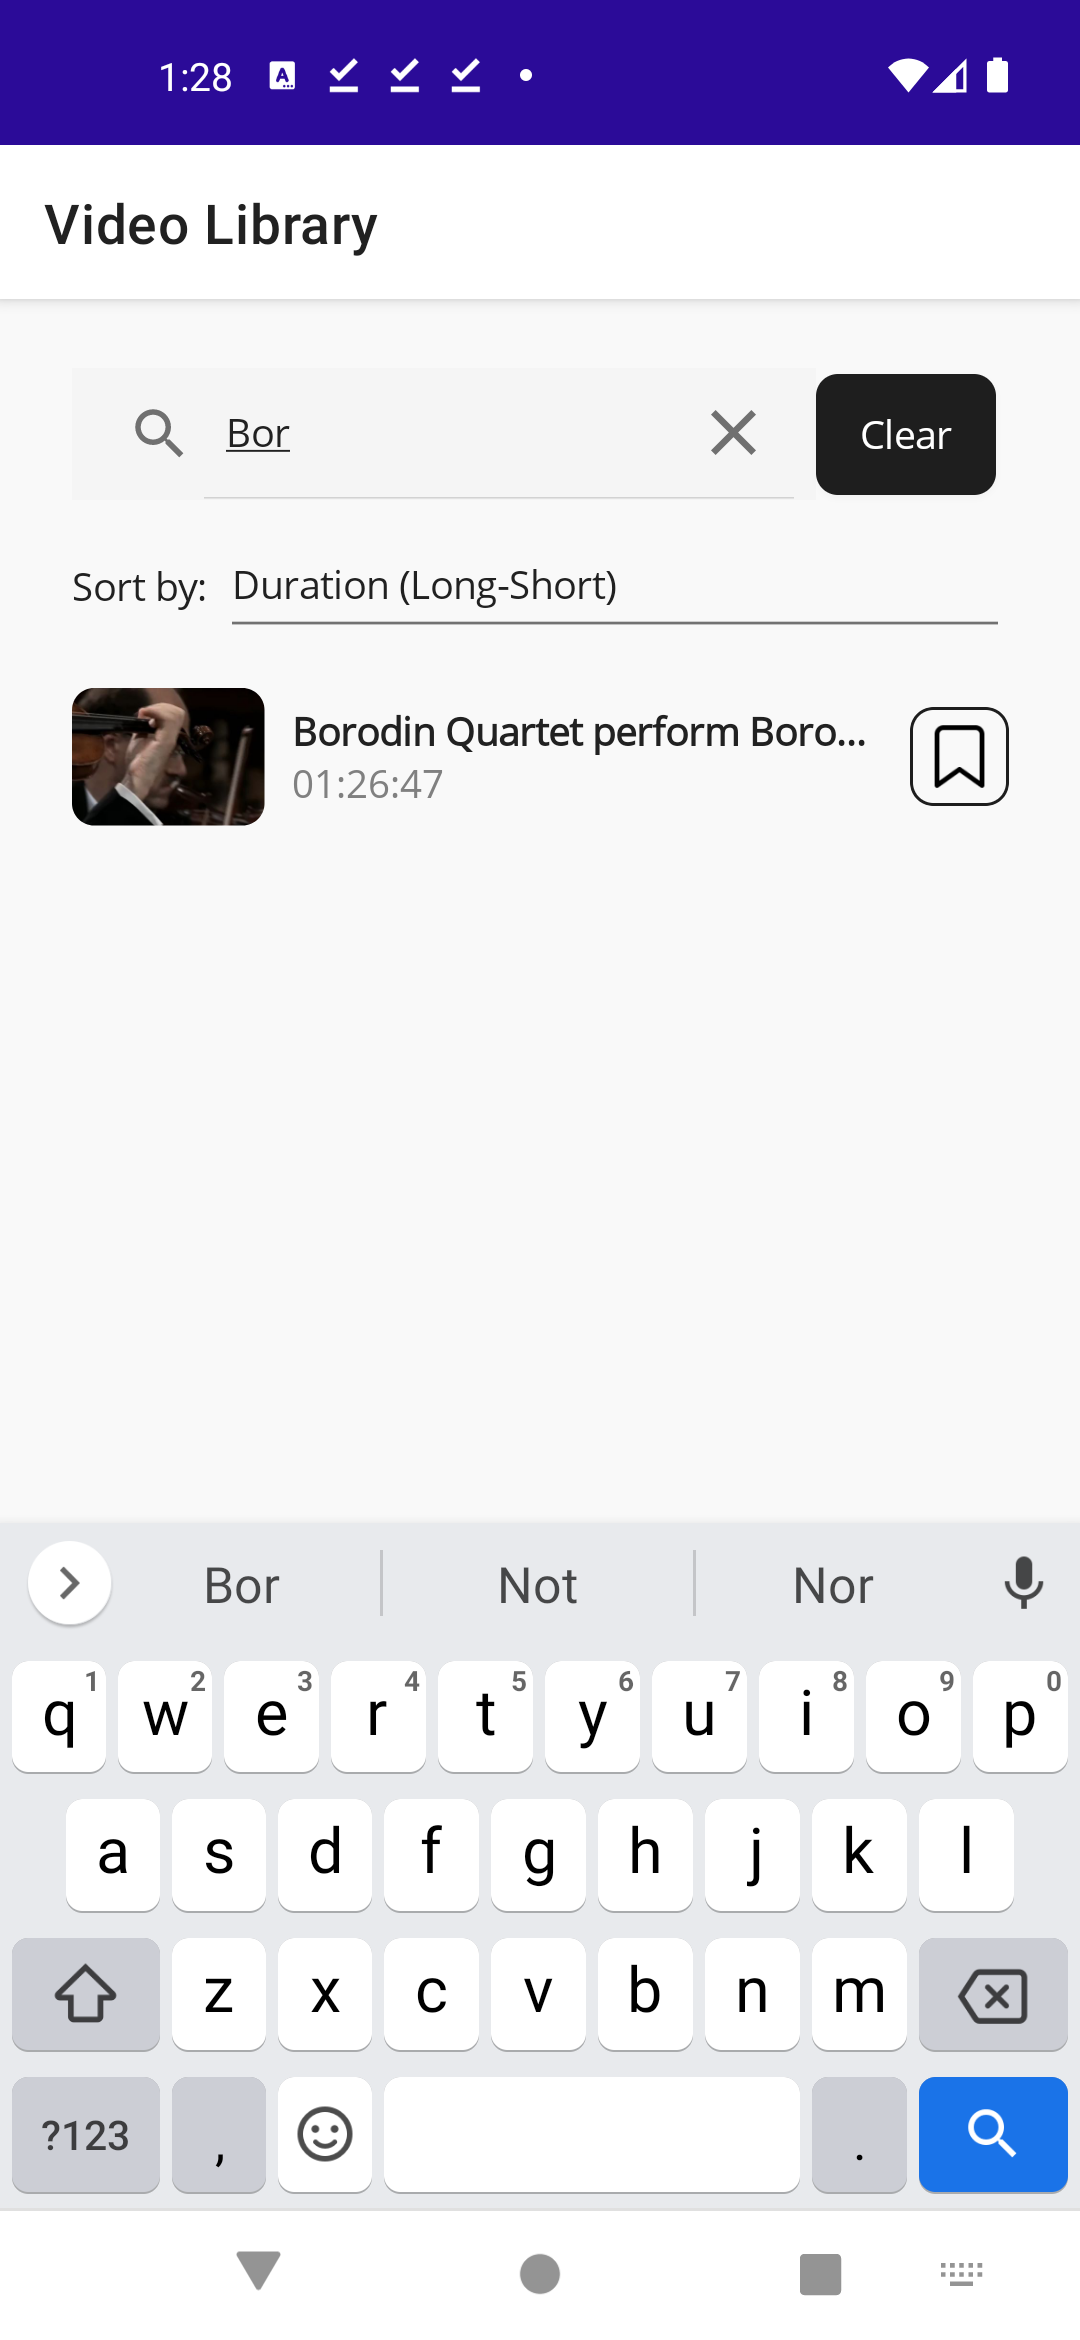 1:28
Video Library
Bor
Clear
Sort by: Duration (Long-Short)
Borodin Quartet perform Boro...
01:26:47
Bor Not Nor
q 1 w 2 e 3 r 4 t 5 y 6 u 7 i 8 o 9 p 0
a s d f g h j k l
z x c v b n m
?123 , .